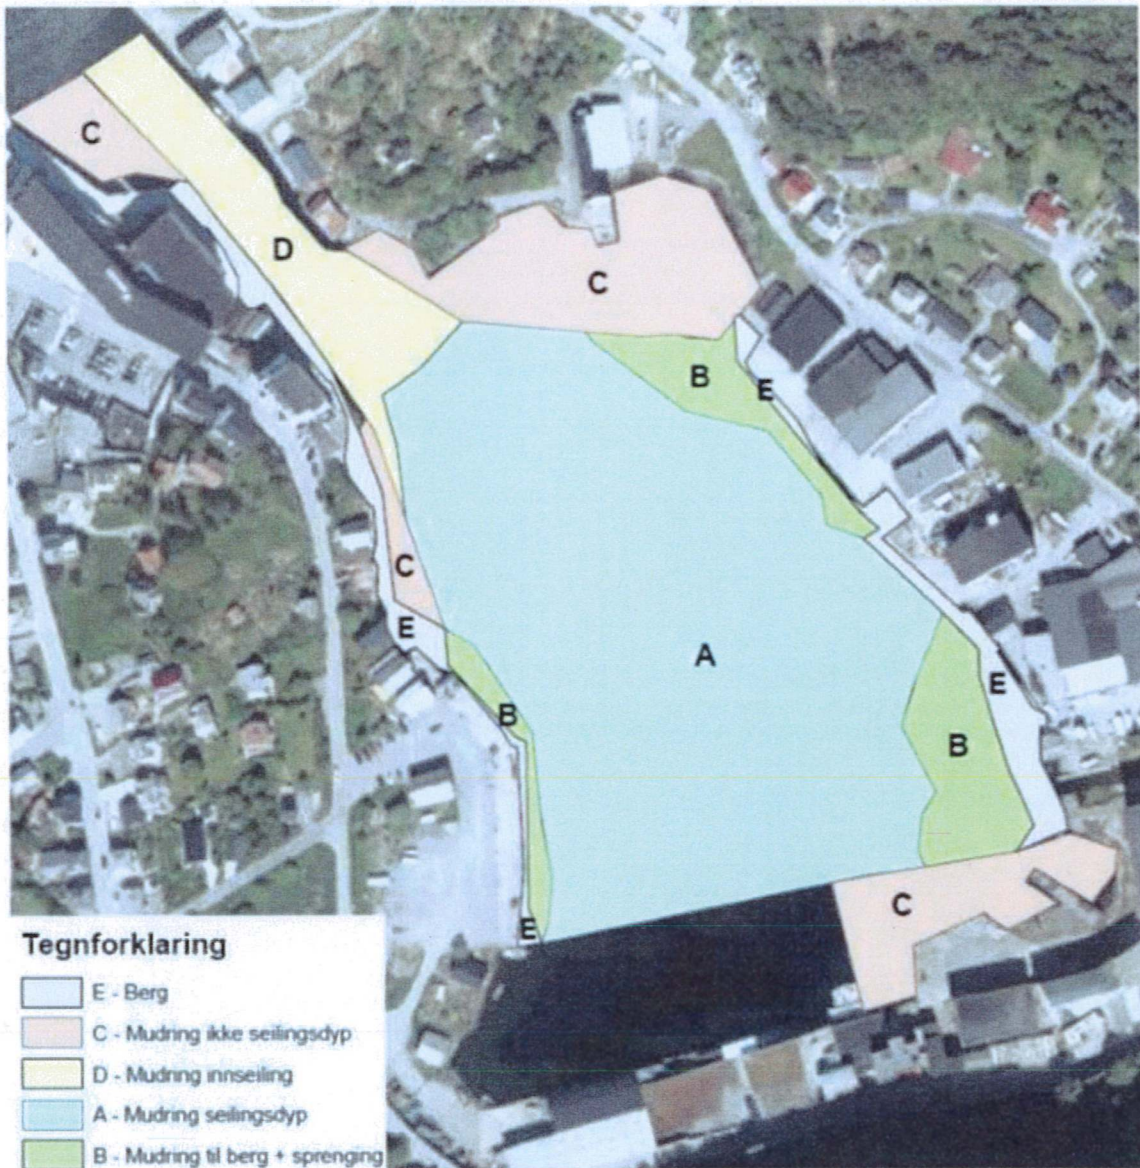 C
D
C
B
E
C
E
A
E
B
B
C
E
Tegnforklaring
E - Berg
C - Mudring ikke seilingsdyp
D - Mudring innseiling
A - Mudring seilingsdyp
B - Mudring til berg + sprenging